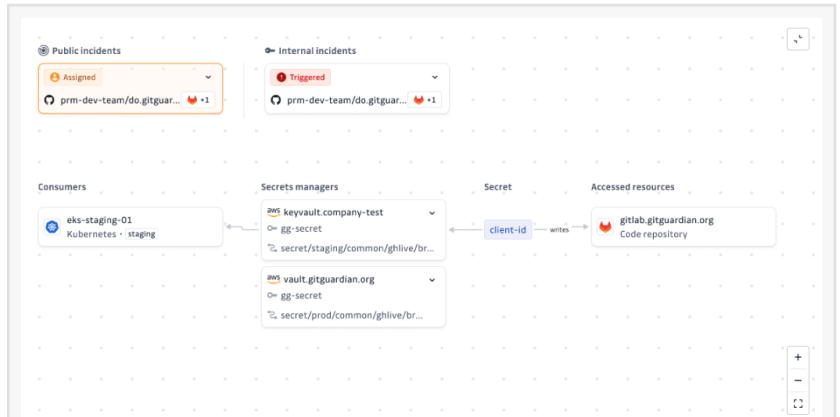 Public incidents
Internal incidents
Assigned
Triggered
prm-dev-team/do.gitguar... +1
prm-dev-team/do.gitguar... +1
Consumers
Secrets managers
Secret
Accessed resources
eks-staging-01
Kubernetes · staging
aws keyvault.company-test
gg-secret
secret/staging/common/ghlive/br...
client-id
writes
gitlab.gitguardian.org
Code repository
aws vault.gitguardian.org
gg-secret
secret/prod/common/ghlive/br...